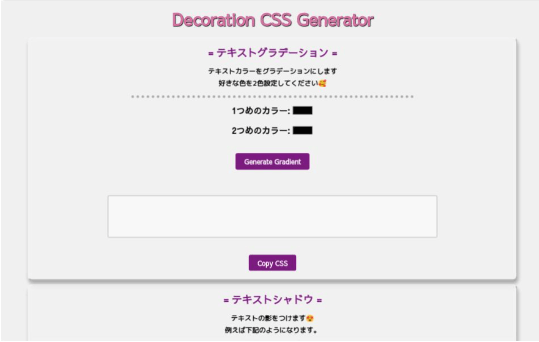 Decoration CSS Generator
= テキストグラデーション =
テキストカラーをグラデーションにします
好きな色を2色設定してください🥰
1つめのカラー:
2つめのカラー:
Generate Gradient
Copy CSS
= テキストシャドウ =
テキストの影をつけます😍
例えば下記のようになります。